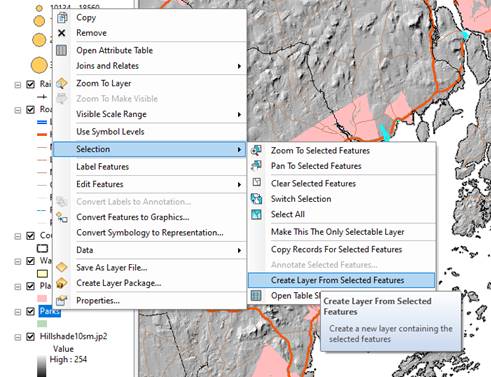 10124 - 18560
Copy
Remove
Open Attribute Table
Joins and Relates
Zoom To Layer
Zoom To Make Visible
Visible Scale Range
Use Symbol Levels
Selection
Label Features
Edit Features
Convert Labels to Annotation...
Convert Features to Graphics...
Convert Symbology to Representation...
Data
Save As Layer File...
Create Layer Package...
Properties...
Zoom To Selected Features
Pan To Selected Features
Clear Selected Features
Switch Selection
Select All
Make This The Only Selectable Layer
Copy Records For Selected Features
Annotate Selected Features...
Create Layer From Selected Features
Open Table
Create Layer From Selected
Features
Create a new layer containing the
selected features
Rai
Roa
Cou
Wa
Pla
Parks
Hillshade10sm.jp2
Value
High : 254